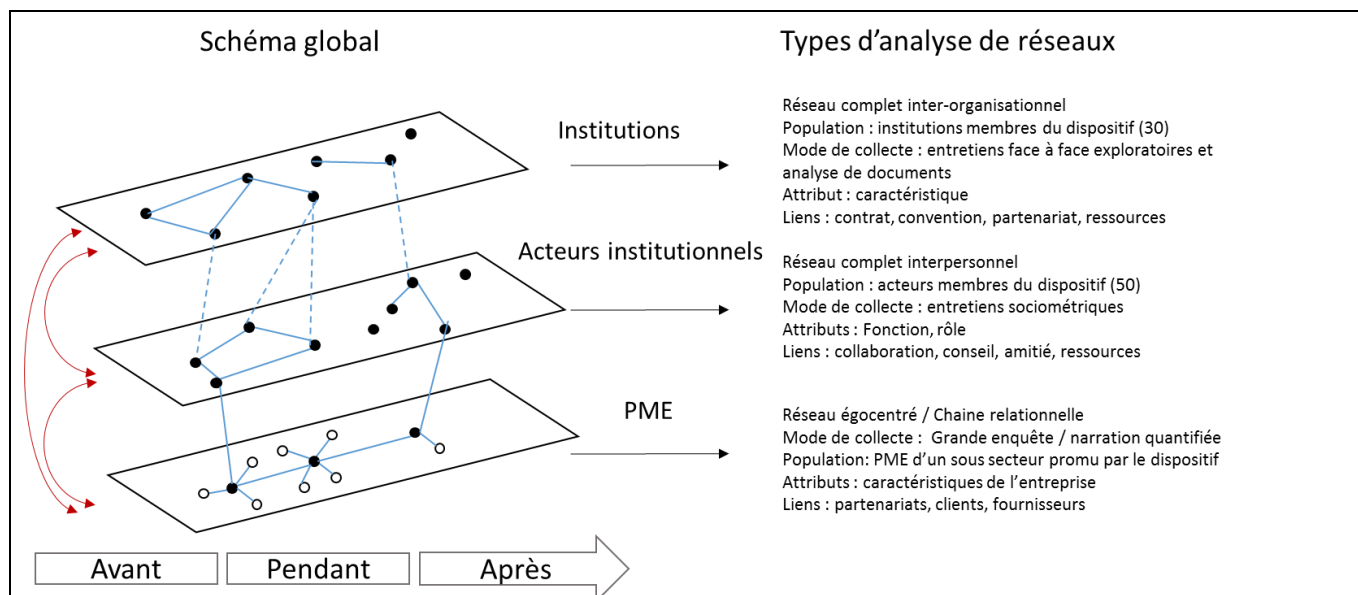 Schéma global
Types d'analyse de réseaux
Institutions
Réseau complet inter-organisationnel
Population : institutions membres du dispositif (30)
Mode de collecte : entretiens face à face exploratoires et
analyse de documents
Attribut : caractéristique
Liens : contrat, convention, partenariat, ressources
Acteurs institutionnels
Réseau complet interpersonnel
Population : acteurs membres du dispositif (50)
Mode de collecte : entretiens sociométriques
Attributs : Fonction, rôle
Liens : collaboration, conseil, amitié, ressources
PME
Réseau égocentré / Chaine relationnelle
Mode de collecte :  Grande enquête / narration quantifiée
Population: PME d'un sous secteur promu par le dispositif
Attributs : caractéristiques de l'entreprise
Liens : partenariats, clients, fournisseurs
Avant
Pendant
Après